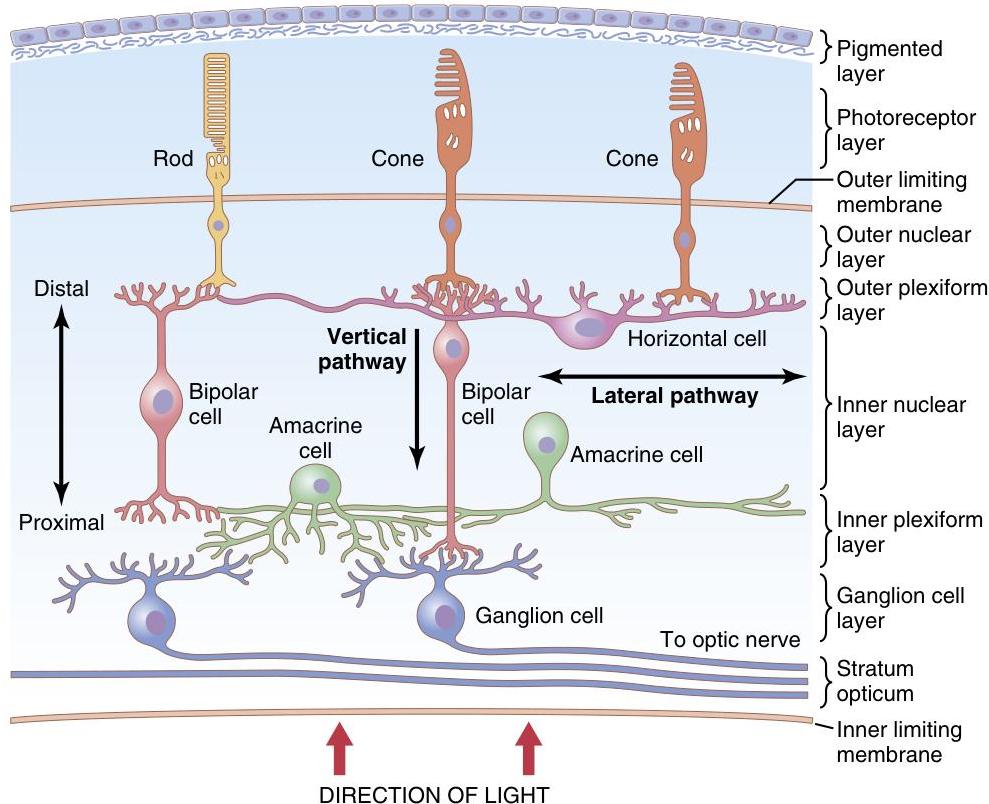 Pigmented
layer
Photoreceptor
layer
Rod
Cone
Cone
Outer limiting
membrane
Outer nuclear
layer
Distal
Outer plexiform
layer
Vertical
pathway
Horizontal cell
Bipolar
cell
Bipolar
cell
Lateral pathway
Inner nuclear
layer
Amacrine
cell
Amacrine cell
Proximal
Inner plexiform
layer
Ganglion cell
Ganglion cell
layer
To optic nerve
Stratum
opticum
Inner limiting
membrane
DIRECTION OF LIGHT